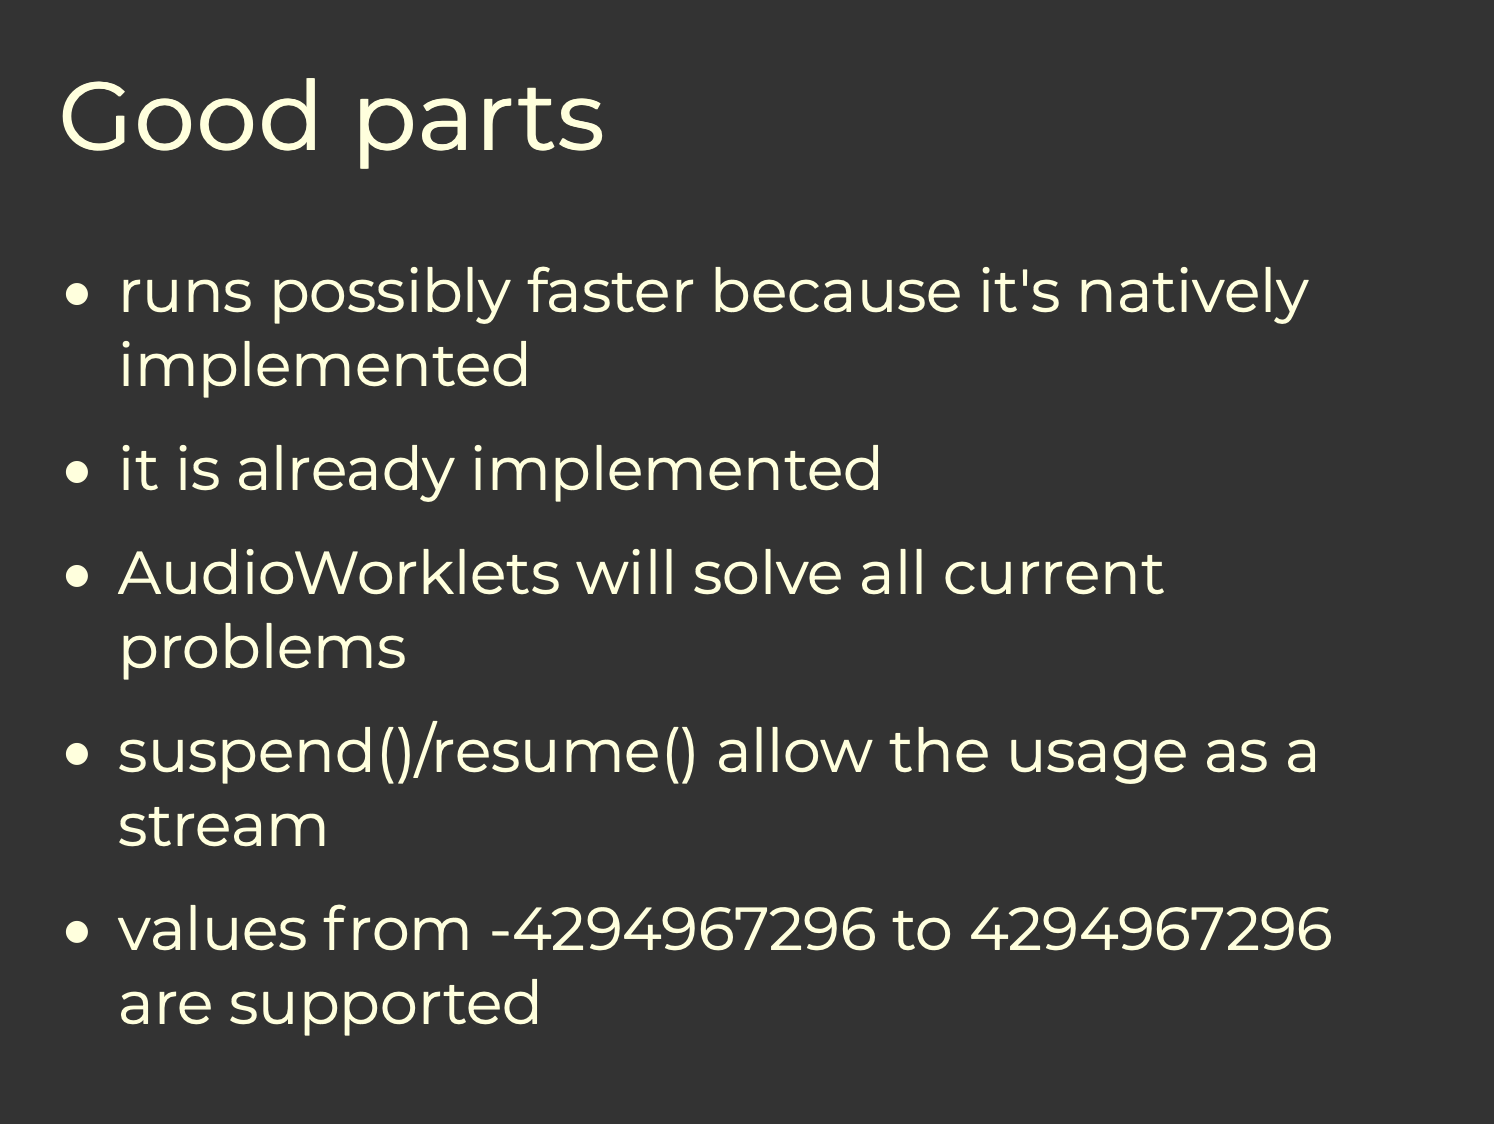 Good parts
• runs possibly faster because it's natively
implemented
• it is already implemented
• AudioWorklets will solve all current
problems
• suspend()/resume() allow the usage as a
stream
• values from -4294967296 to 4294967296
are supported